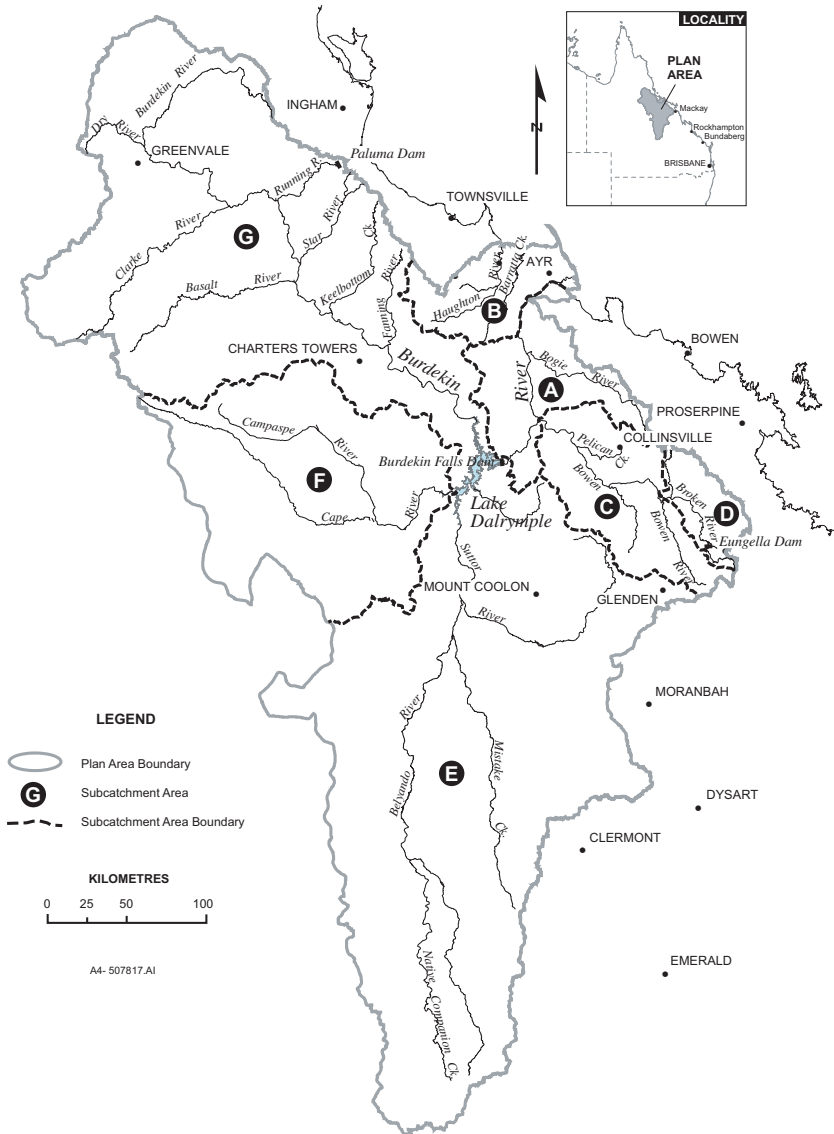 LOCALITY
PLAN
AREA
Mackay
Rockhampton
Bundaberg
BRISBANE
N
Burdekin River
INGHAM
Dry River
GREENVALE
Paluma Dam
Running R.
TOWNSVILLE
Clarke River
G
Star River
Keelbottom Ck.
Basalt River
Fanning River
Haughton River
Barratta Ck.
AYR
B
BOWEN
CHARTERS TOWERS
Burdekin River
Bogie River
A
PROSERPINE
COLLINSVILLE
Campaspe River
Pelican Ck.
Burdekin Falls Dam
F
Bowen
C
Broken River
D
Cape River
Lake
Dalrymple
Bowen River
Eungella Dam
Suttor River
MOUNT COOLON
GLENDEN
MORANBAH
Belyando River
Mistake Ck.
E
DYSART
CLERMONT
EMERALD
Native Companion Ck.
LEGEND
Plan Area Boundary
G Subcatchment Area
Subcatchment Area Boundary
KILOMETRES
0 25 50 100
A4- 507817.AI